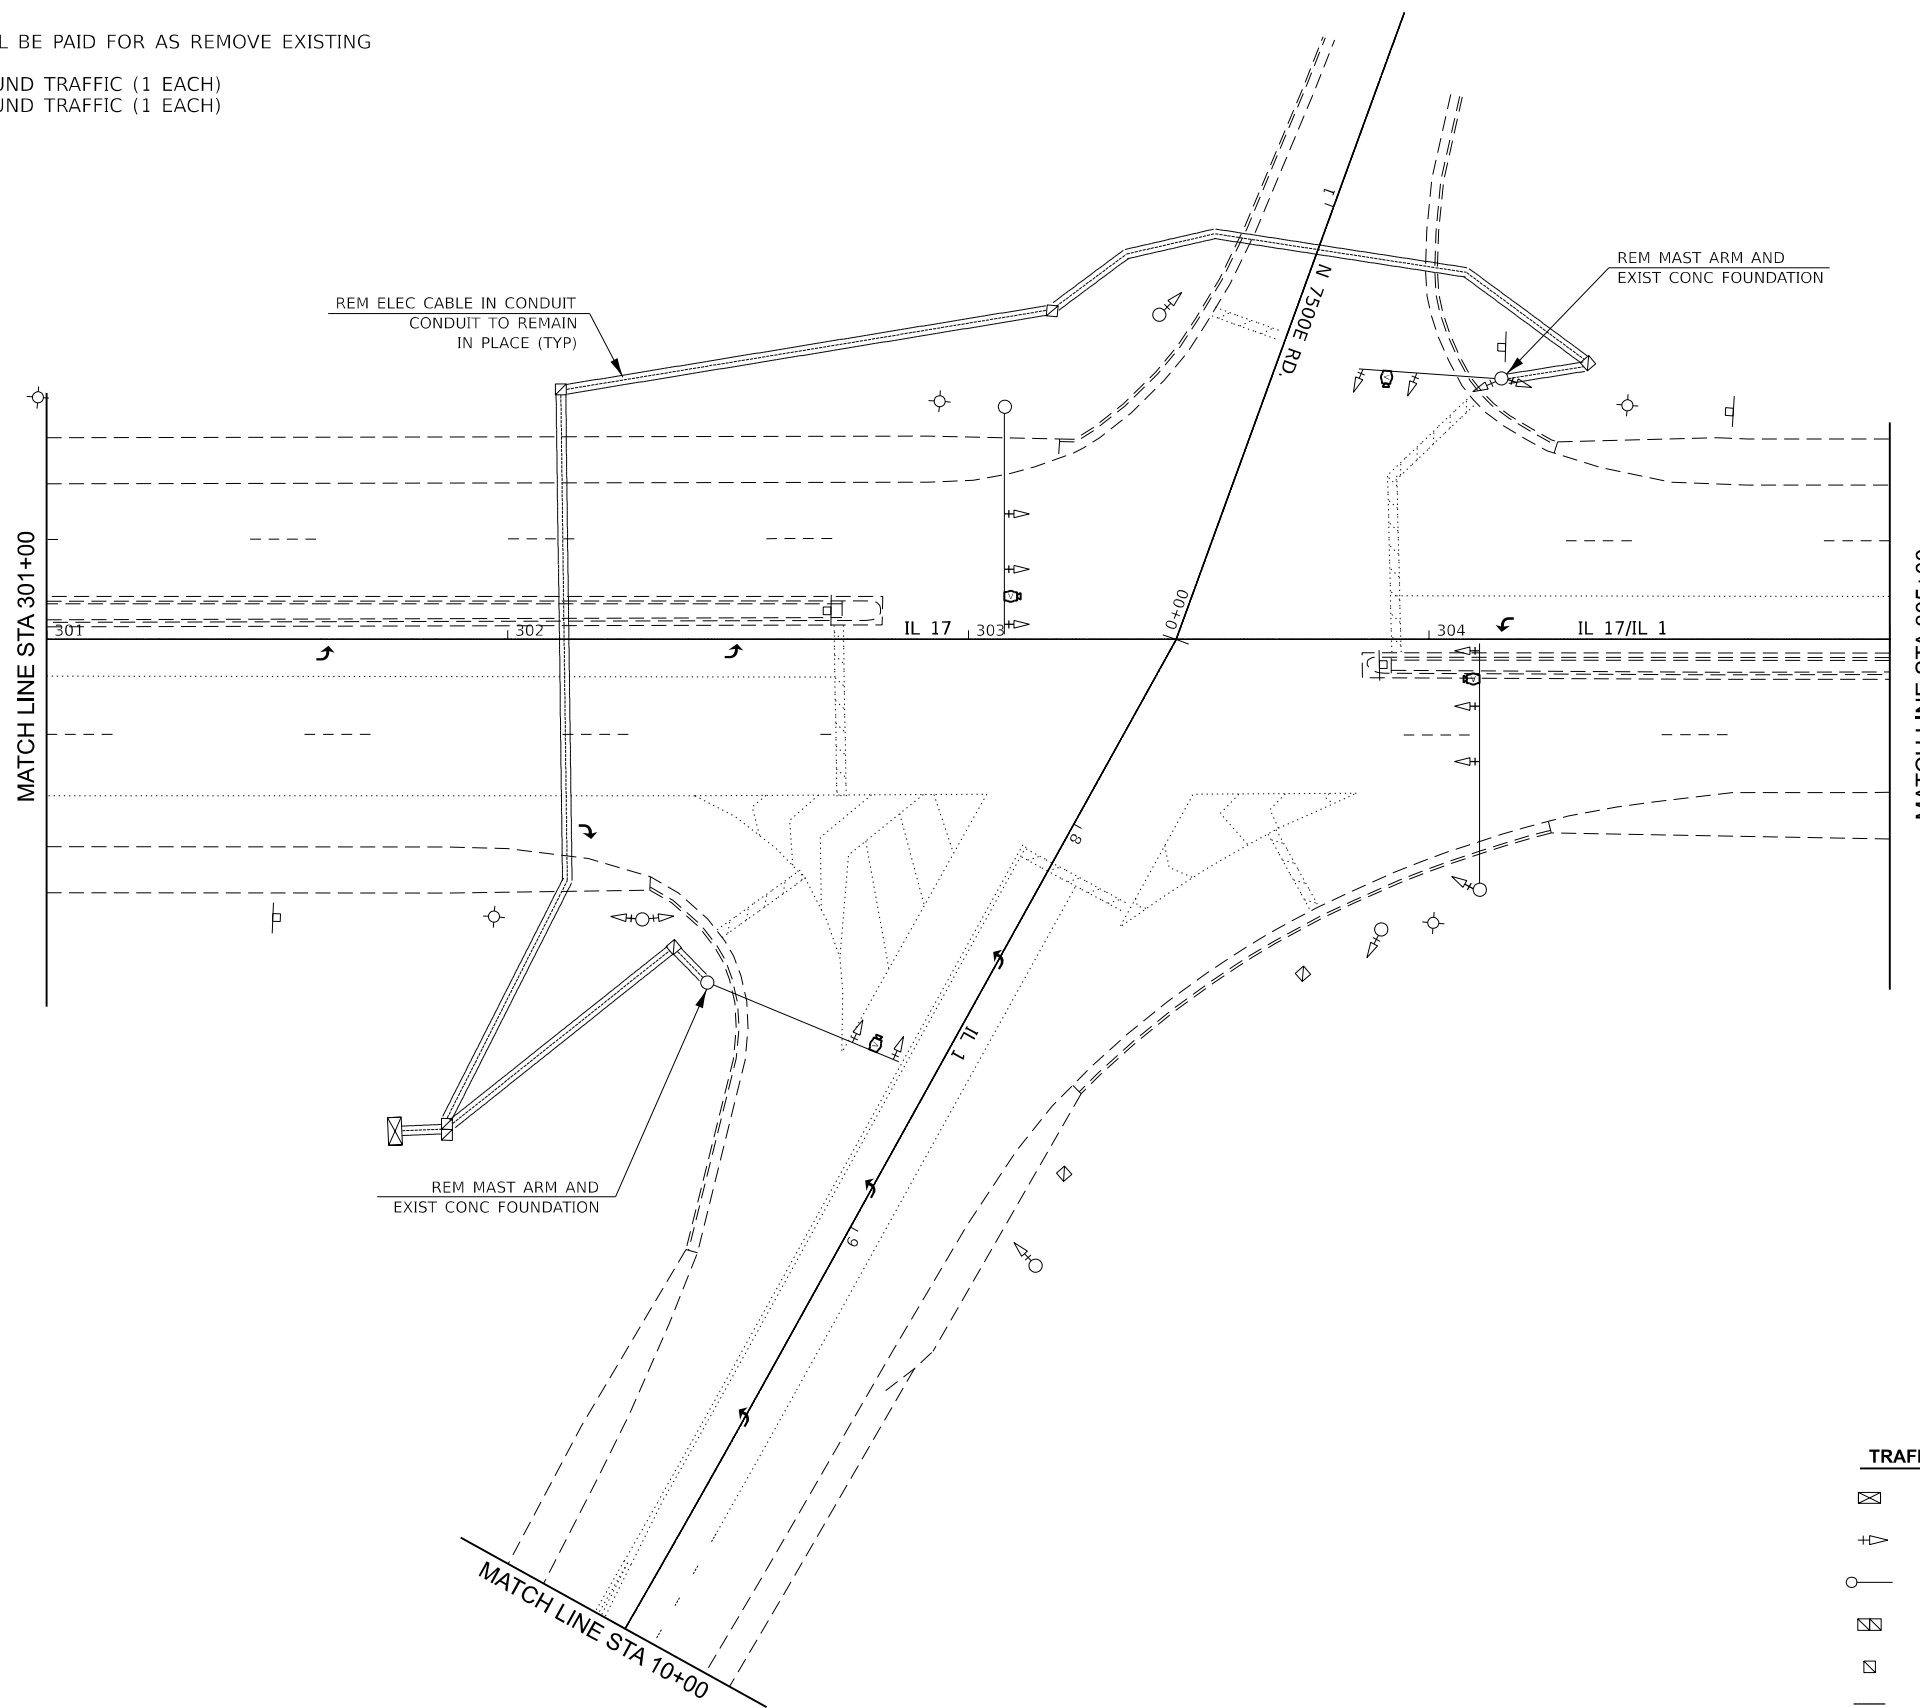 L BE PAID FOR AS REMOVE EXISTING
UND TRAFFIC (1 EACH)
UND TRAFFIC (1 EACH)
REM ELEC CABLE IN CONDUIT
CONDUIT TO REMAIN
IN PLACE (TYP)
REM MAST ARM AND
EXIST CONC FOUNDATION
1
N 7500E RD.
MATCH LINE STA 301+00
301
302
IL 17
303
0+00
304
IL 17/IL 1
8
IL 1
9
REM MAST ARM AND
EXIST CONC FOUNDATION
MATCH LINE STA 10+00
TRAFF